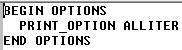 BEGIN OPTIONS
  PRINT_OPTION ALLITER
END OPTIONS